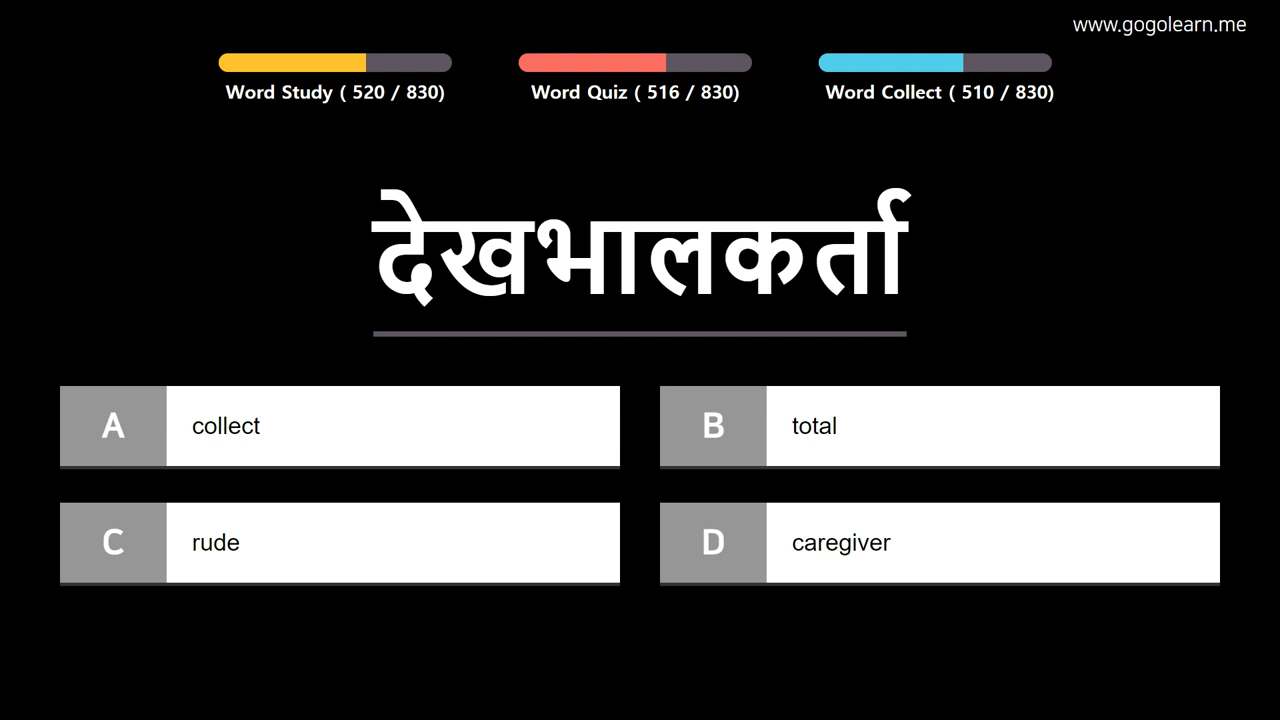 www.gogolearn.me
Word Study ( 520 / 830)
Word Quiz ( 516 / 830)
Word Collect ( 510 / 830)
देखभालकर्ता
A collect
B total
C rude
D caregiver